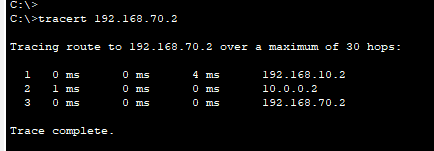 C:\>
C:\>tracert 192.168.70.2
Tracing route to 192.168.70.2 over a maximum of 30 hops:
1 0 ms 0 ms 4 ms 192.168.10.2
2 1 ms 0 ms 0 ms 10.0.0.2
3 0 ms 0 ms 0 ms 192.168.70.2
Trace complete.